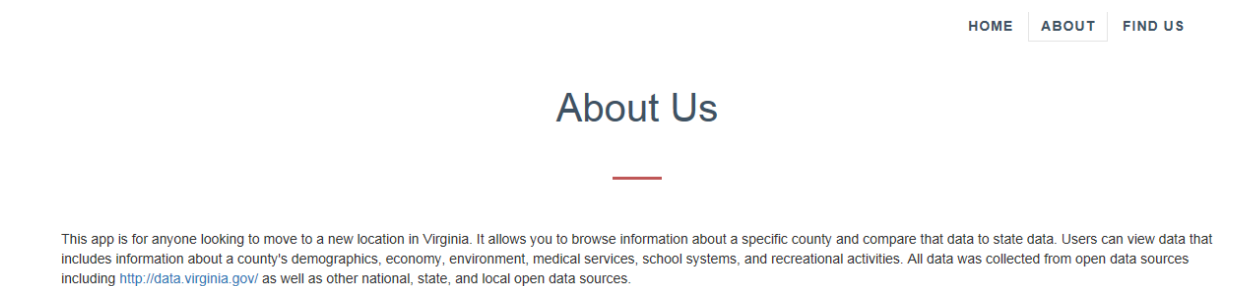 HOME ABOUT FIND US
About Us
This app is for anyone looking to move to a new location in Virginia. It allows you to browse information about a specific county and compare that data to state data. Users can view data that
includes information about a county's demographics, economy, environment, medical services, school systems, and recreational activities. All data was collected from open data sources
including http://data.virginia.gov/ as well as other national, state, and local open data sources.